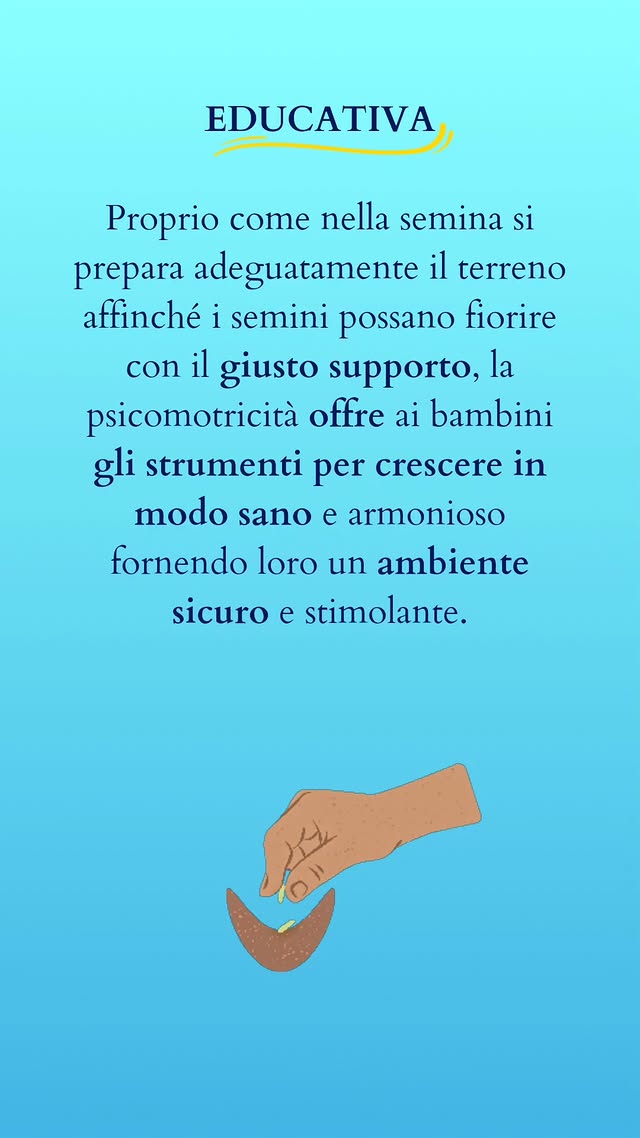 EDUCATIVA
Proprio come nella semina si
prepara adeguatamente il terreno
affinché i semini possano fiorire
con il giusto supporto, la
psicomotricità offre ai bambini
gli strumenti per crescere in
modo sano e armonioso
fornendo loro un ambiente
sicuro e stimolante.